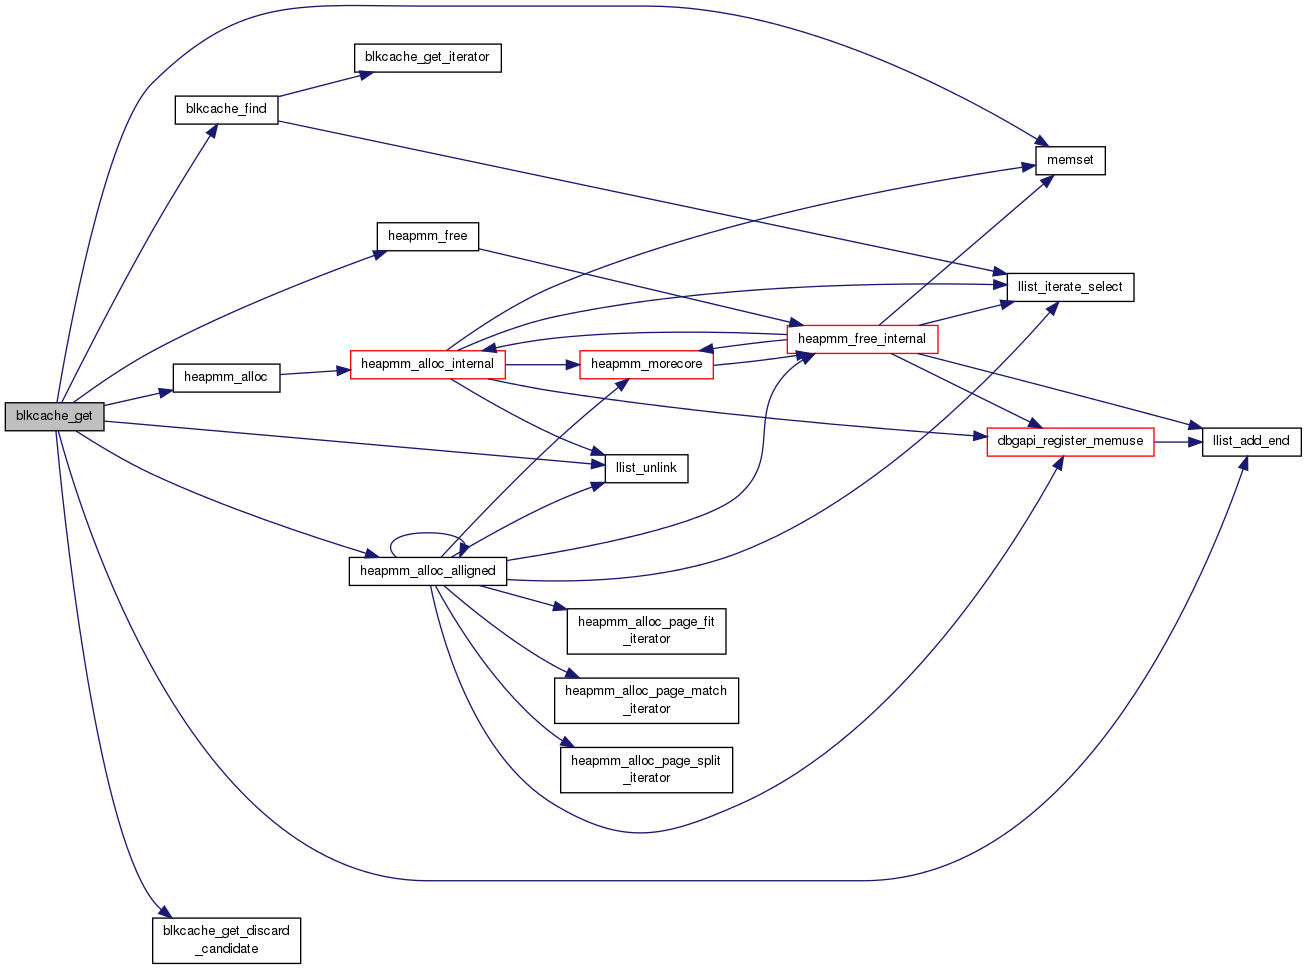 blkcache_get_iterator
blkcache_find
memset
heapmm_free
llist_iterate_select
heapmm_free_internal
heapmm_alloc_internal
heapmm_morecore
heapmm_alloc
blkcache_get
dbgapi_register_memuse
llist_add_end
llist_unlink
heapmm_alloc_alligned
heapmm_alloc_page_fit
_iterator
heapmm_alloc_page_match
_iterator
heapmm_alloc_page_split
_iterator
blkcache_get_discard
_candidate